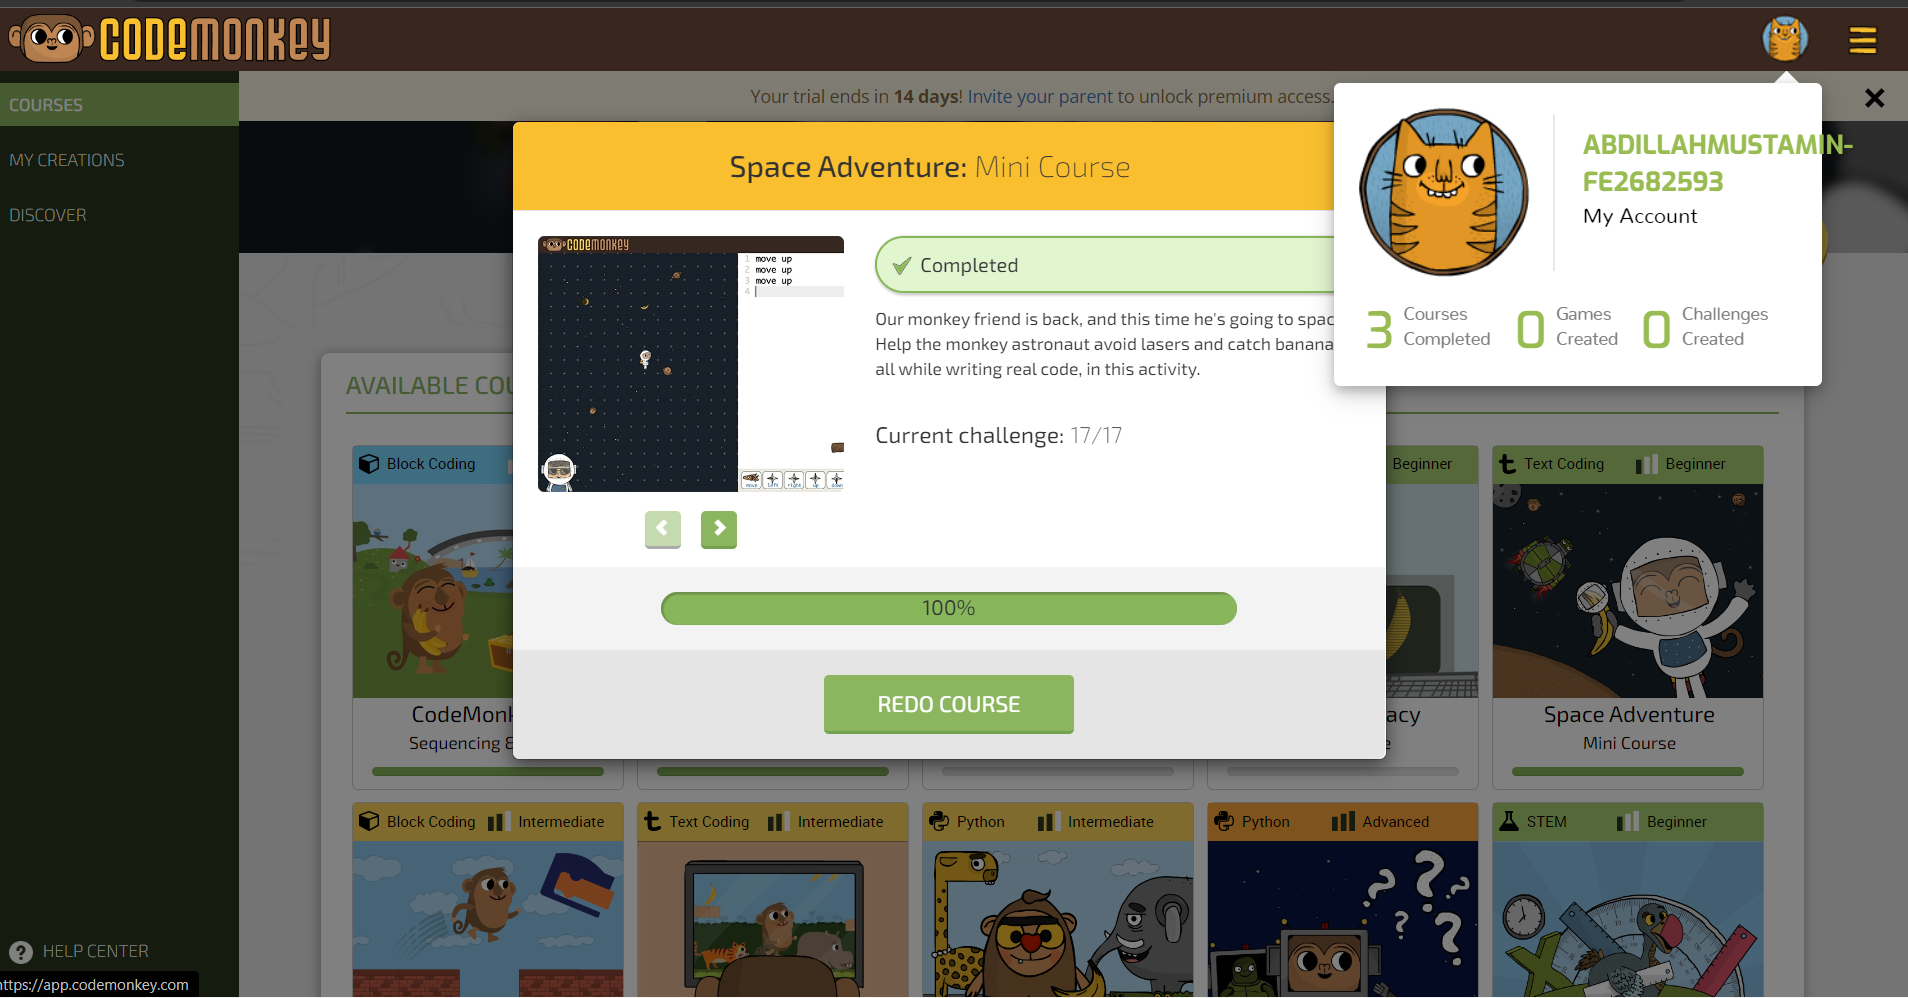 CODEMONKEY
COURSES
MY CREATIONS
DISCOVER
HELP CENTER
https://app.codemonkey.com
Your trial ends in 14 days! Invite your parent to unlock premium access.
ABDILLAHMUSTAMIN-
FE2682593
My Account
3 Courses Completed
0 Games Created
0 Challenges Created
Space Adventure: Mini Course
CODEMONKEY
1 move up
2 move up
3 move up
4
move left right up down
Completed
Our monkey friend is back, and this time he's going to spac
Help the monkey astronaut avoid lasers and catch banana
all while writing real code, in this activity.
Current challenge: 17/17
100%
REDO COURSE
AVAILABLE COU
Block Coding
Beginner
Text Coding Beginner
CodeMonk
Sequencing &
acy
e
Space Adventure
Mini Course
Block Coding Intermediate
Text Coding Intermediate
Python Intermediate
Python Advanced
STEM Beginner